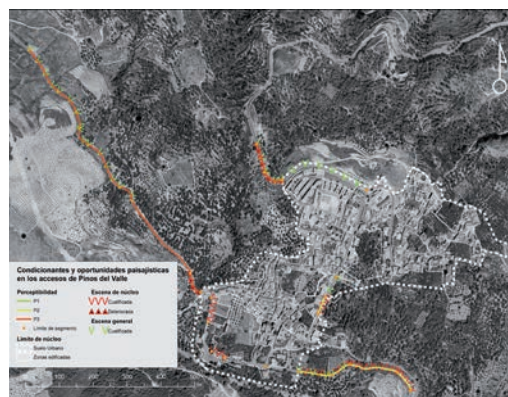 Condicionantes y oportunidades paisajísticas
en los accesos de Pinos del Valle
Perceptibilidad
P1
P2
P3
Límite de segmento
Límite de núcleo
Suelo Urbano
Zonas edificadas
Escena de núcleo
Cualificada
Deteriorada
Escena general
Cualificada
100
200
300
400